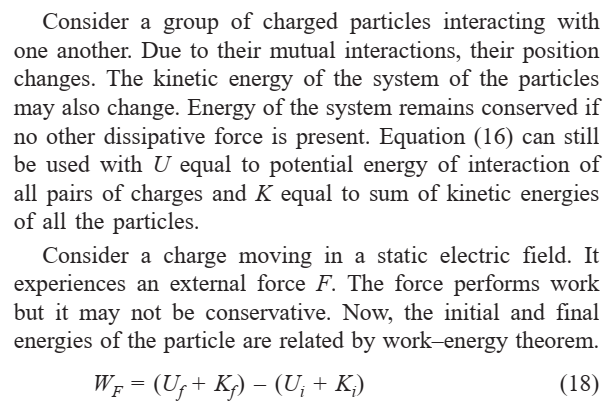 Consider a group of charged particles interacting with
one another. Due to their mutual interactions, their position
changes. The kinetic energy of the system of the particles
may also change. Energy of the system remains conserved if
no other dissipative force is present. Equation (16) can still
be used with U equal to potential energy of interaction of
all pairs of charges and K equal to sum of kinetic energies
of all the particles.
Consider a charge moving in a static electric field. It
experiences an external force F. The force performs work
but it may not be conservative. Now, the initial and final
energies of the particle are related by work–energy theorem.
W_F = (U_f + K_f) – (U_i + K_i) (18)